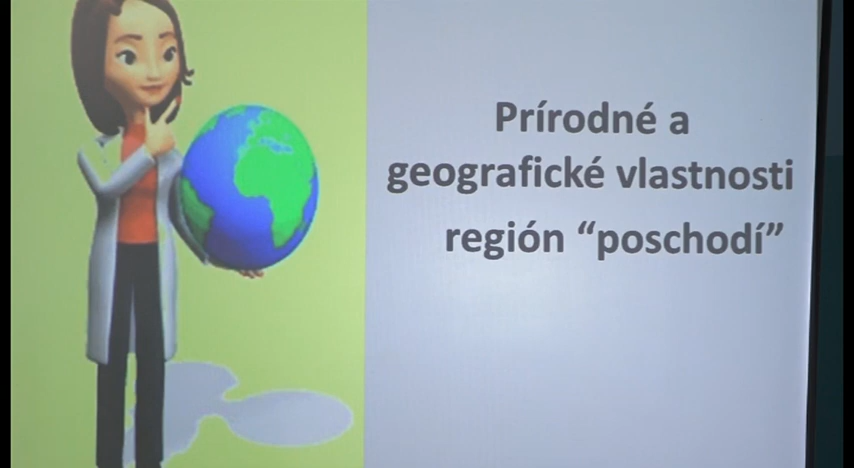 Prírodné a
geografické vlastnosti
región “poschodí”